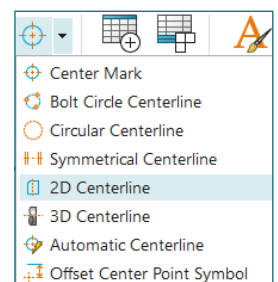 A
Center Mark
Bolt Circle Centerline
Circular Centerline
Symmetrical Centerline
2D Centerline
3D Centerline
Automatic Centerline
Offset Center Point Symbol